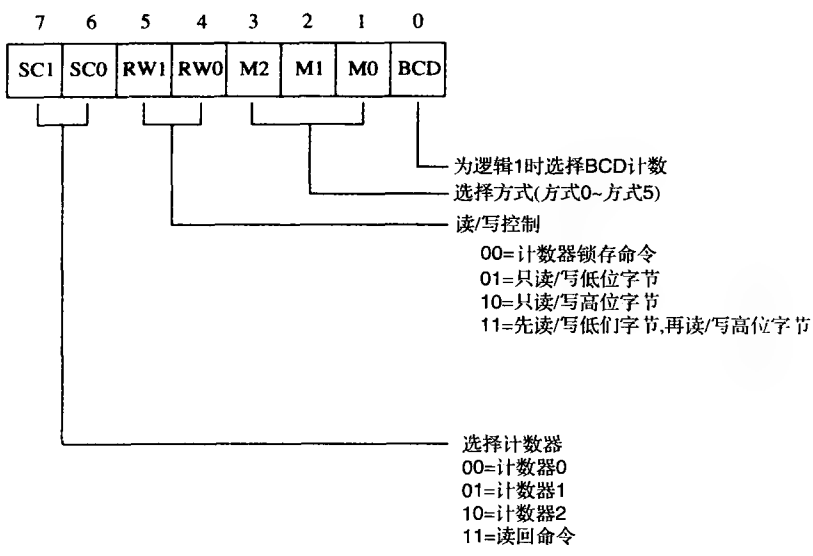 7 6 5 4 3 2 1 0
SC1 SC0 RW1 RW0 M2 M1 M0 BCD
为逻辑1时选择BCD计数
选择方式(方式0~方式5)
读/写控制
00=计数器锁存命令
01=只读/写低位字节
10=只读/写高位字节
11=先读/写低们字节,再读/写高位字节
选择计数器
00=计数器0
01=计数器1
10=计数器2
11=读回命令